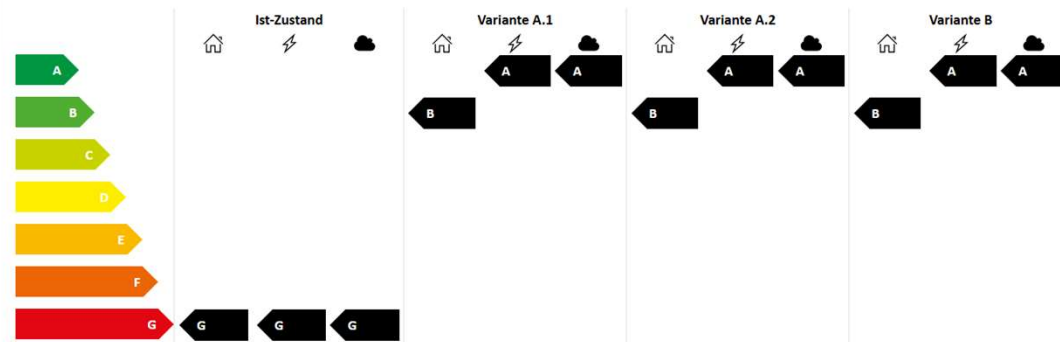 Ist-Zustand Variante A.1 Variante A.2 Variante B
A A A A A A A
B B B B
C
D
E
F
G G G G